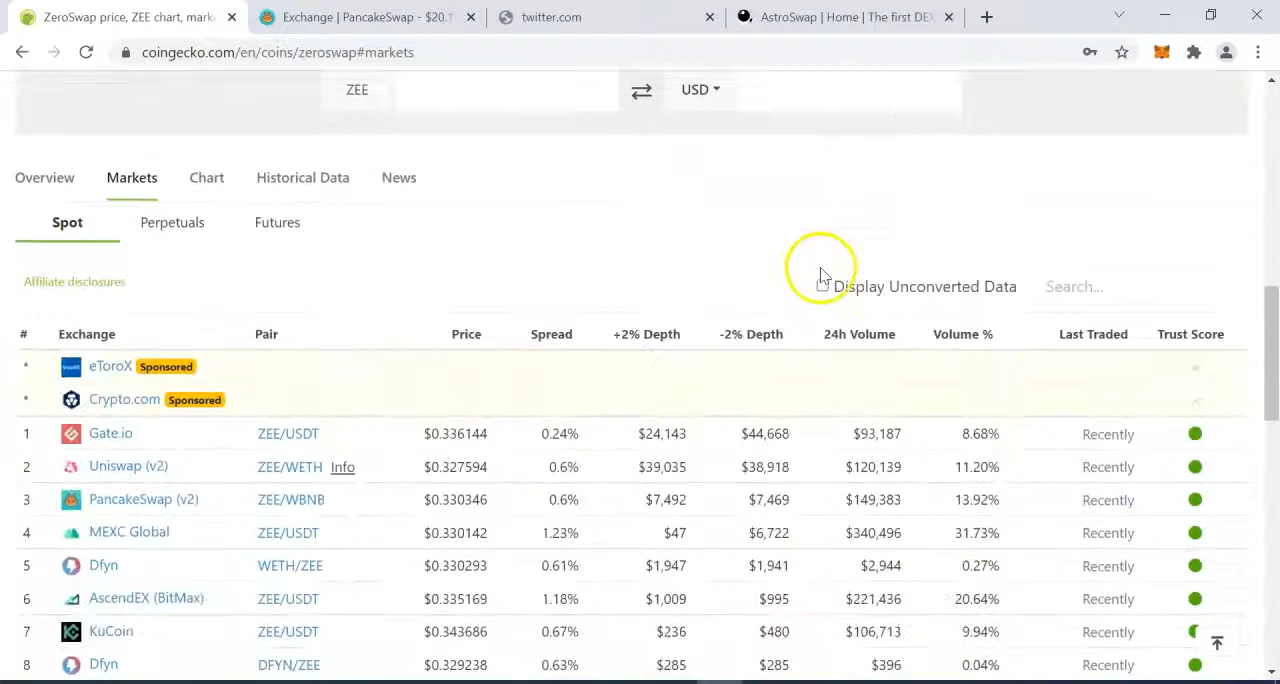 ZeroSwap price, ZEE chart, mark
Exchange | PancakeSwap - $20.1
twitter.com
AstroSwap | Home | The first DEX
coingecko.com/en/coins/zeroswap#markets
ZEE
USD
Overview Markets Chart Historical Data News
Spot Perpetuals Futures
Affiliate disclosures
Display Unconverted Data Search...
# Exchange Pair Price Spread +2% Depth -2% Depth 24h Volume Volume % Last Traded Trust Score
* eToroX Sponsored
* Crypto.com Sponsored
1 Gate.io ZEE/USDT $0.336144 0.24% $24,143 $44,668 $93,187 8.68% Recently
2 Uniswap (v2) ZEE/WETH Info $0.327594 0.6% $39,035 $38,918 $120,139 11.20% Recently
3 PancakeSwap (v2) ZEE/WBNB $0.330346 0.6% $7,492 $7,469 $149,383 13.92% Recently
4 MEXC Global ZEE/USDT $0.330142 1.23% $47 $6,722 $340,496 31.73% Recently
5 Dfyn WETH/ZEE $0.330293 0.61% $1,947 $1,941 $2,944 0.27% Recently
6 AscendEX (BitMax) ZEE/USDT $0.335169 1.18% $1,009 $995 $221,436 20.64% Recently
7 KuCoin ZEE/USDT $0.343686 0.67% $236 $480 $106,713 9.94% Recently
8 Dfyn DFYN/ZEE $0.329238 0.63% $285 $285 $396 0.04% Recently